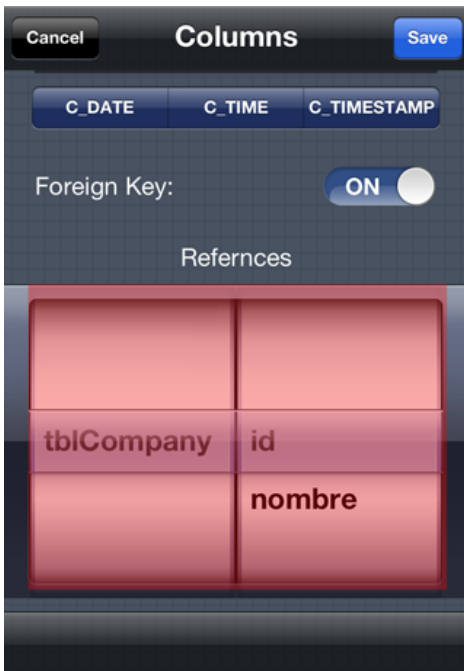 Cancel Columns Save
C_DATE C_TIME C_TIMESTAMP
Foreign Key: ON
Refernces
tblCompany id
nombre